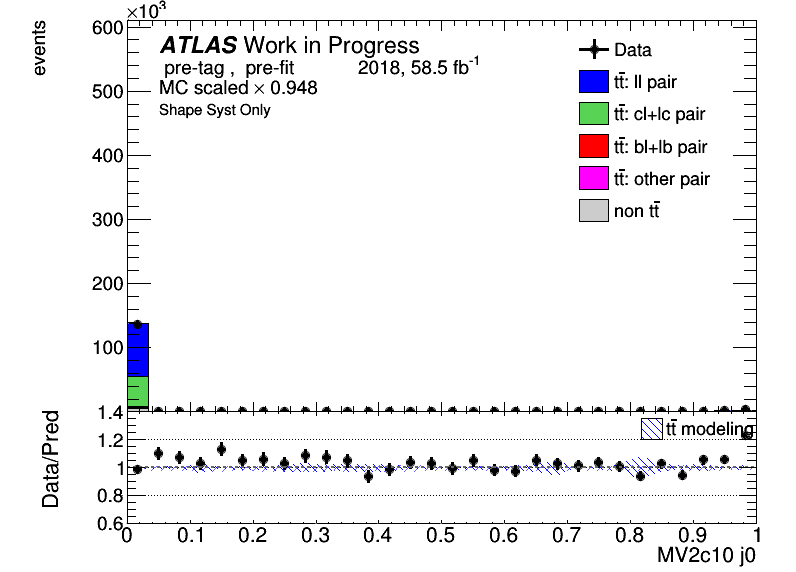 ×10³
events
600
500
400
300
200
100
ATLAS Work in Progress
pre-tag , pre-fit 2018, 58.5 fb⁻¹
MC scaled × 0.948
Shape Syst Only
Data
tt̄: ll pair
tt̄: cl+lc pair
tt̄: bl+lb pair
tt̄: other pair
non tt̄
Data/Pred
1.4
1.2
1
0.8
0.6
tt̄ modeling
0 0.1 0.2 0.3 0.4 0.5 0.6 0.7 0.8 0.9 1
MV2c10 j0